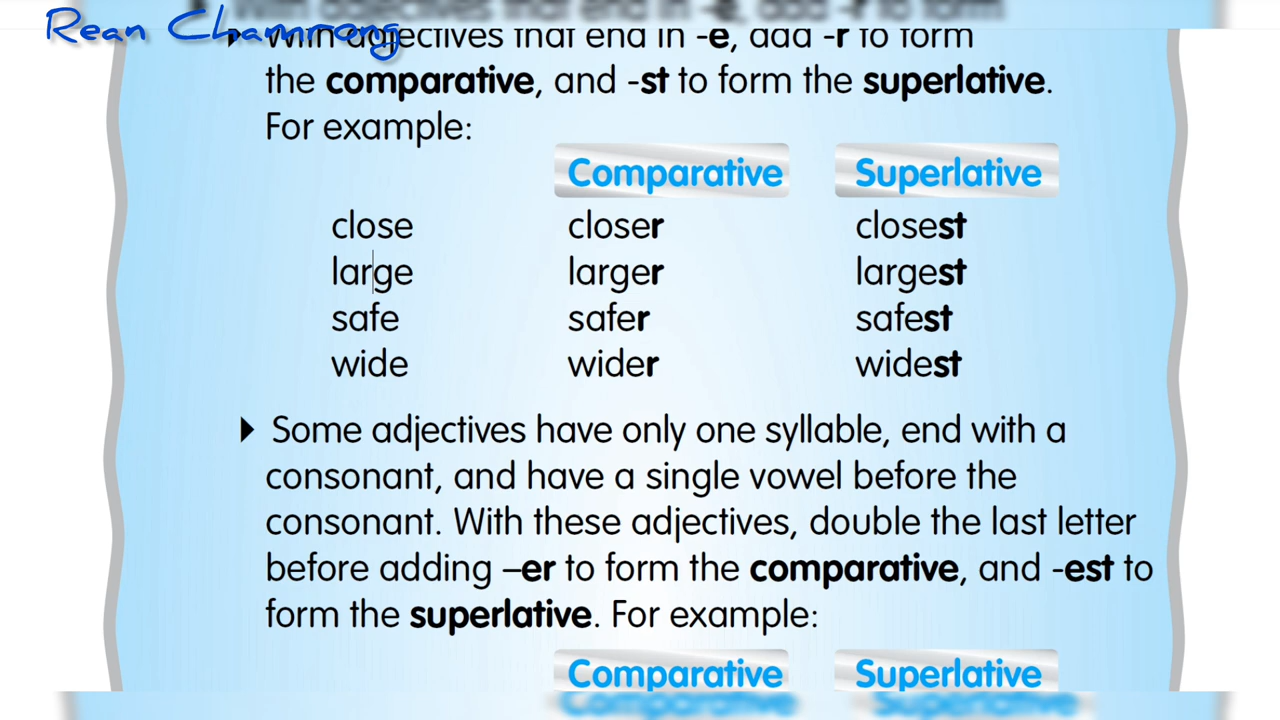 Rean Chamrong
With adjectives that end in -e, add -r to form
the comparative, and -st to form the superlative.
For example:
Comparative Superlative
close closer closest
large larger largest
safe safer safest
wide wider widest
Some adjectives have only one syllable, end with a
consonant, and have a single vowel before the
consonant. With these adjectives, double the last letter
before adding –er to form the comparative, and -est to
form the superlative. For example:
Comparative Superlative